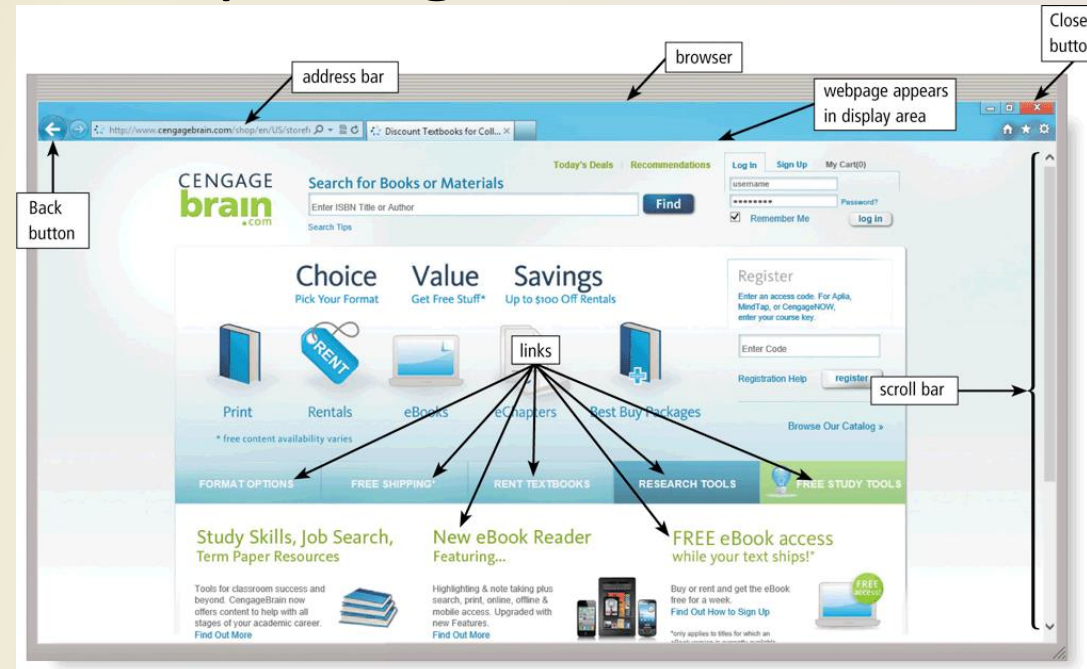 Close
butto
browser
address bar
webpage appears
in display area
http://www.cengagebrain.com/shop/en/US/storef
Discount Textbooks for Coll...
Back
button
CENGAGE
brain
.com
Today's Deals Recommendations
Search for Books or Materials
Enter ISBN Title or Author
Find
Search Tips
Log In Sign Up My Cart(0)
username
Password?
Remember Me log in
Choice Value Savings
Pick Your Format Get Free Stuff* Up to $100 Off Rentals
RENT
links
Print Rentals eBooks eChapters Best Buy Packages
* free content availability varies
Register
Enter an access code. For Aplia,
MindTap, or CengageNOW,
enter your course key.
Enter Code
Registration Help register
scroll bar
Browse Our Catalog »
FORMAT OPTIONS FREE SHIPPING* RENT TEXTBOOKS RESEARCH TOOLS FREE STUDY TOOLS
Study Skills, Job Search,
Term Paper Resources
Tools for classroom success and
beyond. CengageBrain now
offers content to help with all
stages of your academic career.
Find Out More
New eBook Reader
Featuring...
Highlighting & note taking plus
search, print, online, offline &
mobile access. Upgraded with
new Features.
Find Out More
FREE eBook access
while your text ships!*
Buy or rent and get the eBook
free for a week.
Find Out How to Sign Up
*only applies to titles for which an
FREE
access!